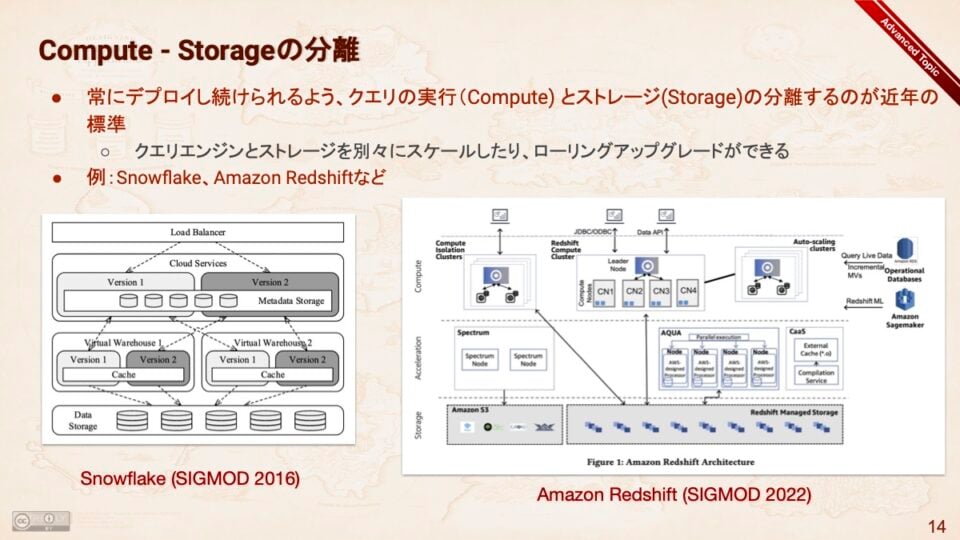 Advanced Topic
Compute - Storageの分離
● 常にデプロイし続けられるよう、クエリの実行（Compute) とストレージ(Storage)の分離するのが近年の
標準
○ クエリエンジンとストレージを別々にスケールしたり、ローリングアップグレードができる
● 例：Snowflake、Amazon Redshiftなど
Load Balancer
Cloud Services
Version 1
Version 2
Metadata Storage
Virtual Warehouse 1
Virtual Warehouse 2
Version 1
Version 2
Version 1
Version 2
Cache
Cache
Data
Storage
Snowflake (SIGMOD 2016)
JDBC/ODBC
Data API
Compute
Compute
Isolation
Clusters
Redshift
Compute
Cluster
Leader
Node
Compute
Nodes
CN1
CN2
CN3
CN4
Auto-scaling
clusters
Query Live Data
Incremental
MVs
Amazon RDS
Operational
Databases
Redshift ML
Amazon
Sagemaker
Acceleration
Spectrum
Spectrum
Node
Spectrum
Node
AQUA
Parallel execution
Node
AWS-
designed
Processor
Node
AWS-
designed
Processor
Node
AWS-
designed
Processor
Node
AWS-
designed
Processor
CaaS
External
Cache (*.o)
Compilation
Service
Storage
Amazon S3
Redshift Managed Storage
Figure 1: Amazon Redshift Architecture
Amazon Redshift (SIGMOD 2022)
CC
BY
14